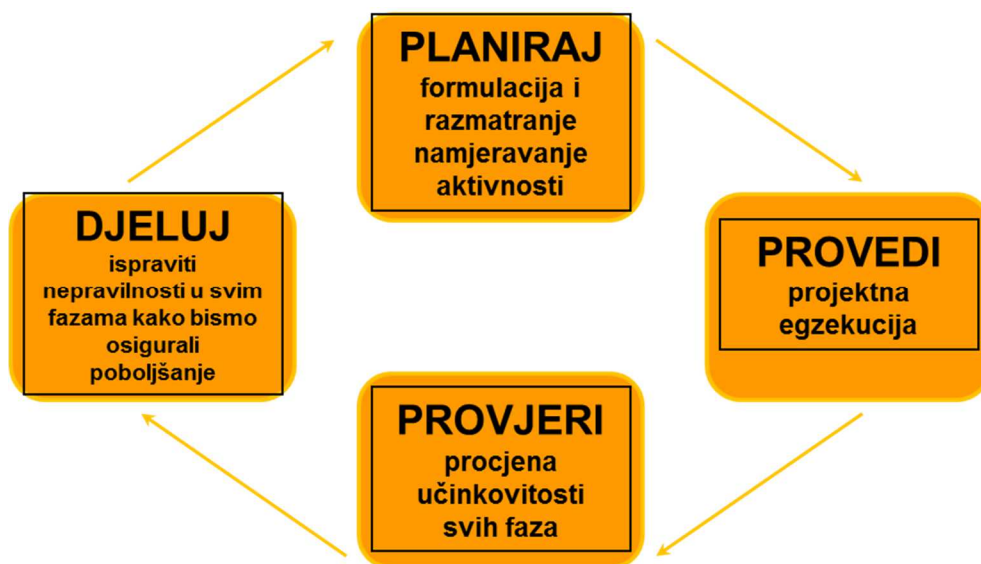 PLANIRAJ
formulacija i
razmatranje
namjeravanje
aktivnosti
PROVEDI
projektna
egzekucija
PROVJERI
procjena
učinkovitosti
svih faza
DJELUJ
ispraviti
nepravilnosti u svim
fazama kako bismo
osigurali
poboljšanje